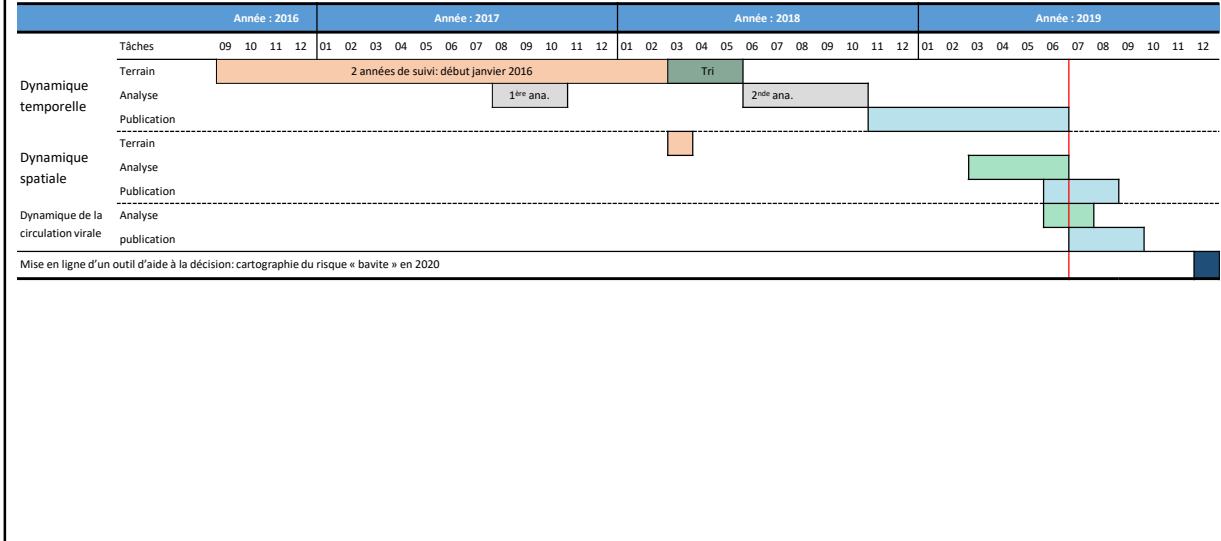 Année : 2016 Année : 2017 Année : 2018 Année : 2019
Tâches 09 10 11 12 01 02 03 04 05 06 07 08 09 10 11 12 01 02 03 04 05 06 07 08 09 10 11 12 01 02 03 04 05 06 07 08 09 10 11 12
Dynamique temporelle
Terrain 2 années de suivi: début janvier 2016 Tri
Analyse 1ère ana. 2nde ana.
Publication
Dynamique spatiale
Terrain
Analyse
Publication
Dynamique de la circulation virale
Analyse
publication
Mise en ligne d'un outil d'aide à la décision: cartographie du risque « bavite » en 2020